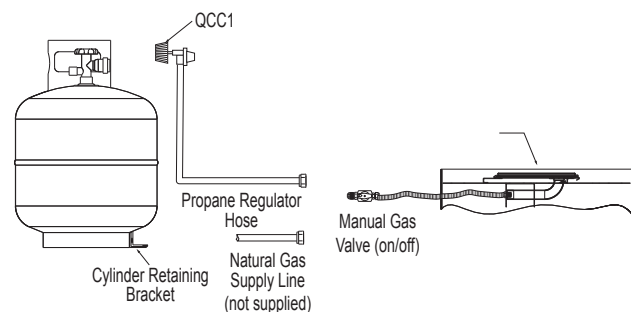 QCC1
Propane Regulator
Hose
Manual Gas
Valve (on/off)
Cylinder Retaining
Bracket
Natural Gas
Supply Line
(not supplied)